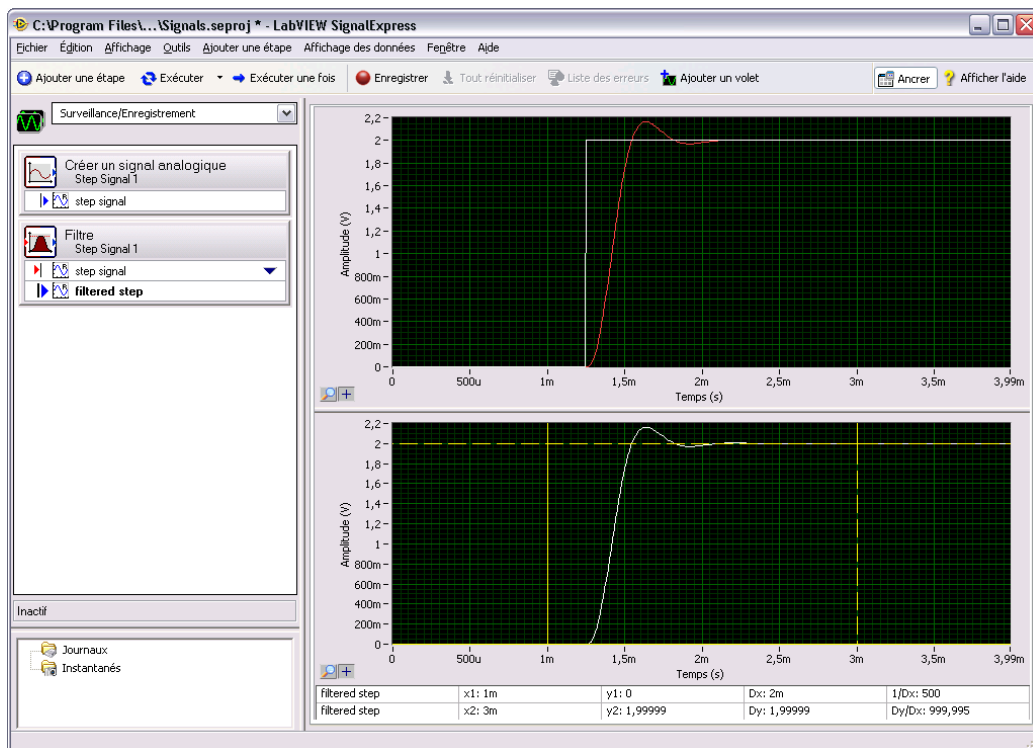 C:\Program Files\...\Signals.seproj * - LabVIEW SignalExpress
Fichier Édition Affichage Outils Ajouter une étape Affichage des données Fenêtre Aide
Ajouter une étape Exécuter Exécuter une fois Enregistrer Tout réinitialiser Liste des erreurs Ajouter un volet Ancrer Afficher l'aide
Surveillance/Enregistrement
Créer un signal analogique
Step Signal 1
step signal
Filtre
Step Signal 1
step signal
filtered step
Inactif
Journaux
Instantanés
2,2
2
1,8
1,6
1,4
1,2
1
800m
600m
400m
200m
0
Amplitude (V)
0 500u 1m 1,5m 2m 2,5m 3m 3,5m 3,99m
Temps (s)
2,2
2
1,8
1,6
1,4
1,2
1
800m
600m
400m
200m
0
Amplitude (V)
0 500u 1m 1,5m 2m 2,5m 3m 3,5m 3,99m
Temps (s)
filtered step x1: 1m y1: 0 Dx: 2m 1/Dx: 500
filtered step x2: 3m y2: 1,99999 Dy: 1,99999 Dy/Dx: 999,995